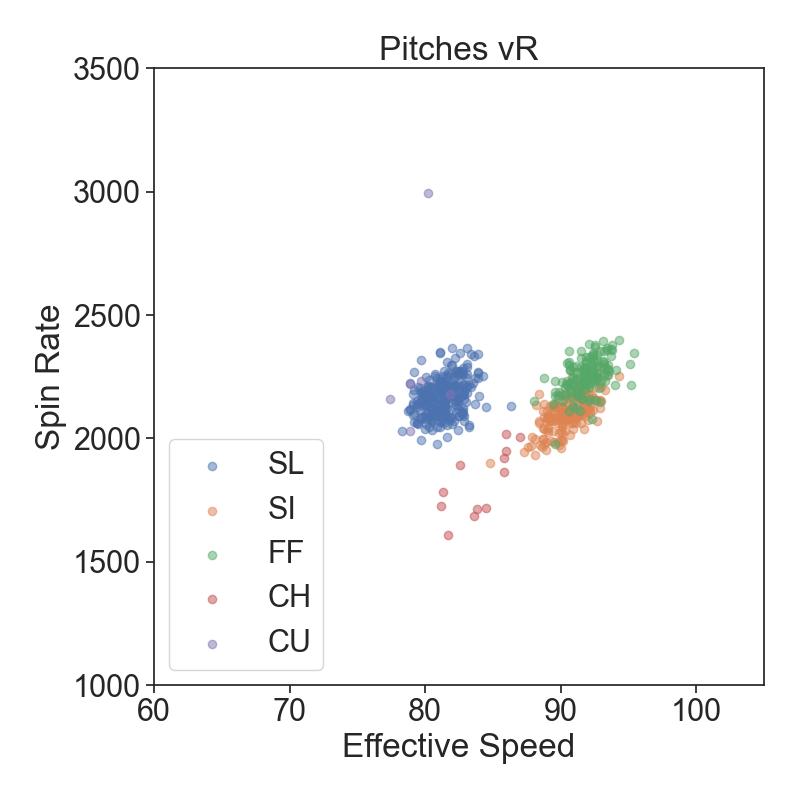 Pitches vR
3500
3000
2500
2000
1500
1000
Spin Rate
SL
SI
FF
CH
CU
60 70 80 90 100
Effective Speed